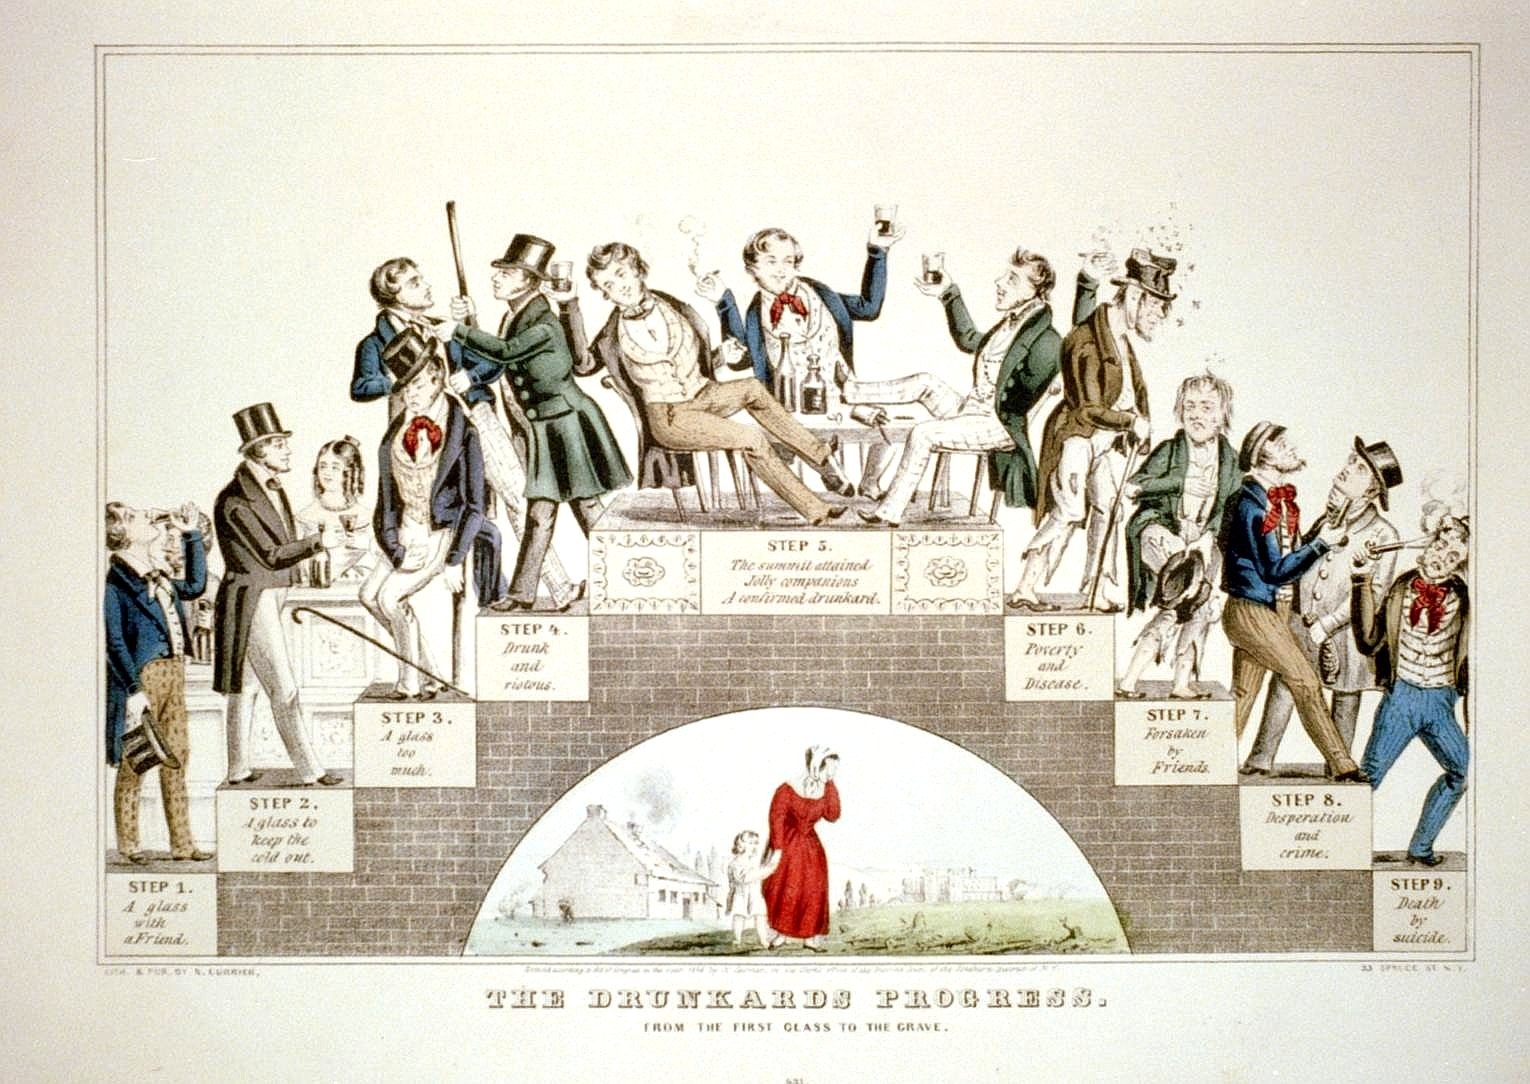 STEP 1.
A glass
with
a Friend.
STEP 2.
A glass to
keep the
cold out.
STEP 3.
A glass
too
much.
STEP 4.
Drunk
and
riotous.
STEP 5.
The summit attained
Jolly companions
A confirmed drunkard.
STEP 6.
Poverty
and
Disease.
STEP 7.
Forsaken
by
Friends.
STEP 8.
Desperation
and
crime.
STEP 9.
Death
by
suicide.
LITH. & PUB. BY N. CURRIER,
33 SPRUCE ST. N.Y.
THE DRUNKARDS PROGRESS.
FROM THE FIRST GLASS TO THE GRAVE.